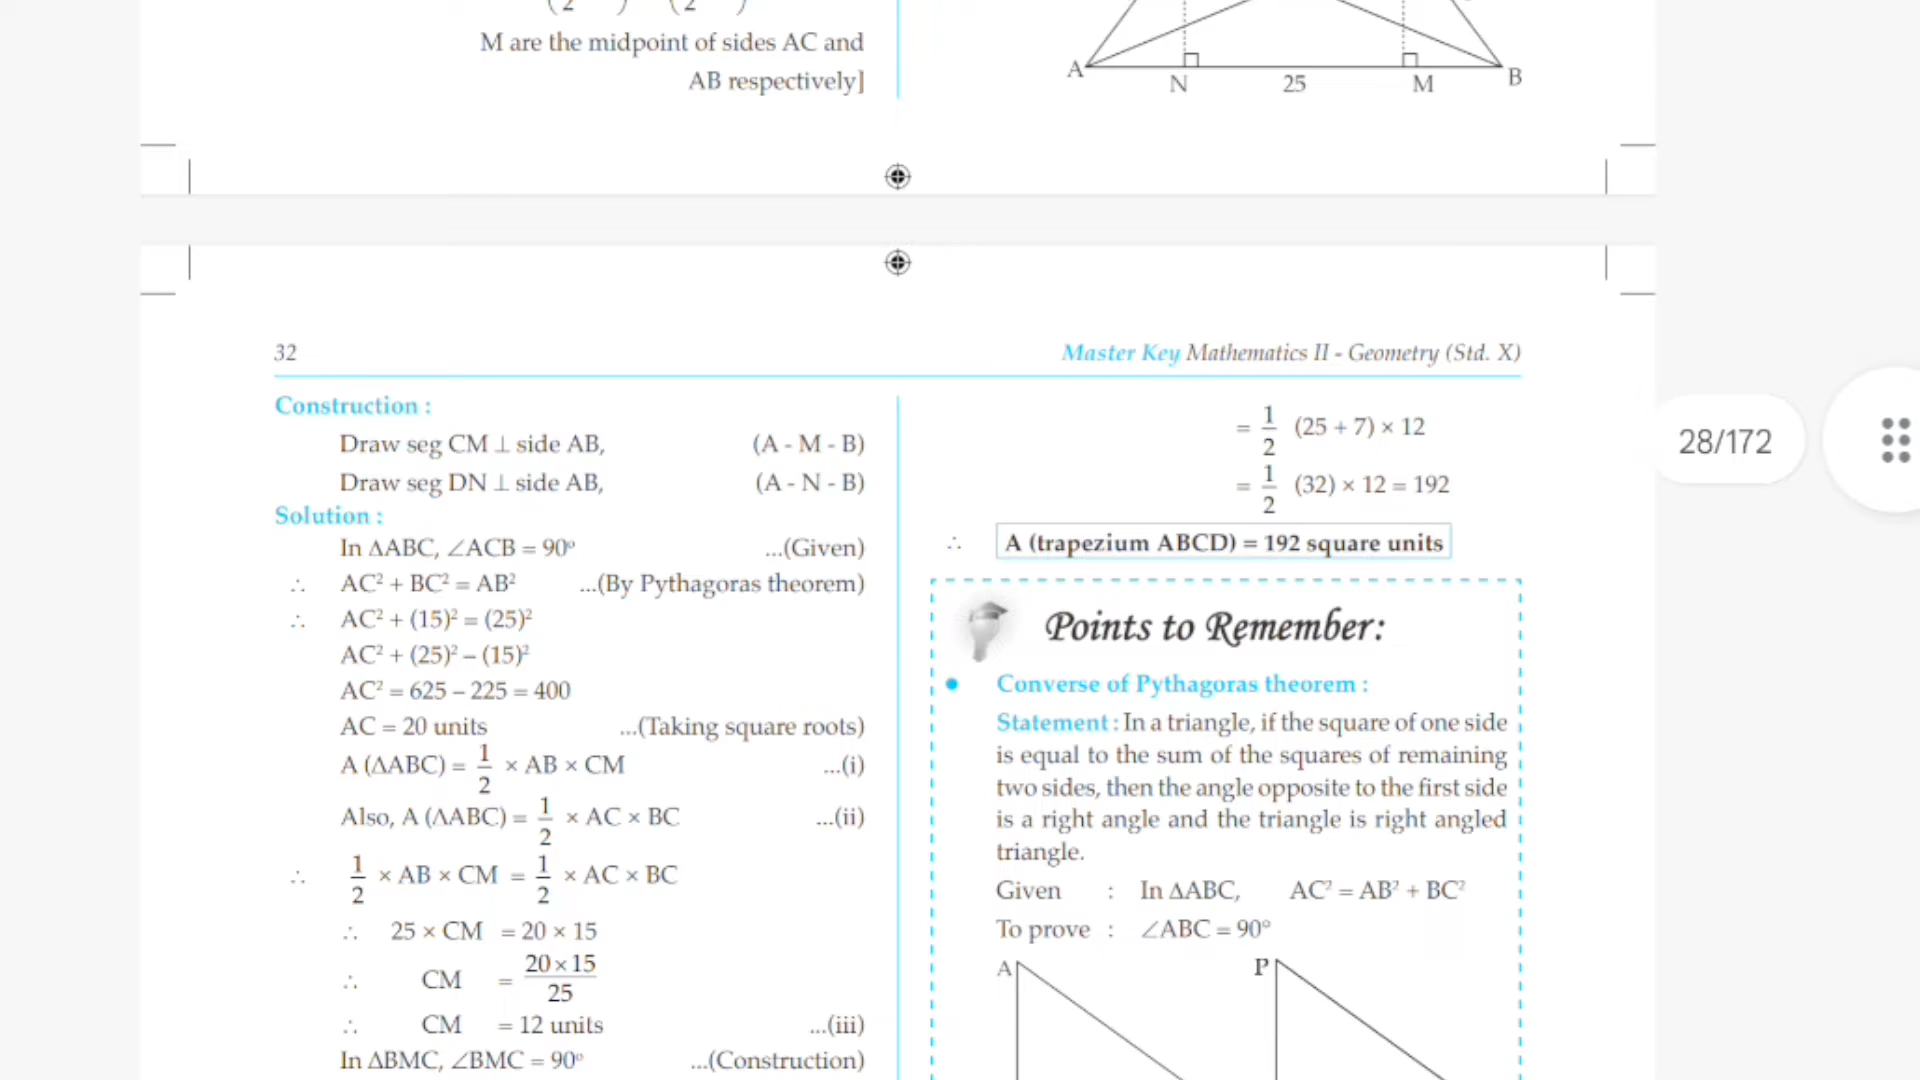 M are the midpoint of sides AC and
AB respectively]
A
N
25
M
B
32
Master Key Mathematics II - Geometry (Std. X)
Construction :
Draw seg CM ⊥ side AB, (A - M - B)
Draw seg DN ⊥ side AB, (A - N - B)
Solution :
In ΔABC, ∠ACB = 90° ...(Given)
∴ AC² + BC² = AB² ...(By Pythagoras theorem)
∴ AC² + (15)² = (25)²
AC² + (25)² – (15)²
AC² = 625 – 225 = 400
AC = 20 units ...(Taking square roots)
A (ΔABC) = 1/2 × AB × CM ...(i)
Also, A (ΔABC) = 1/2 × AC × BC ...(ii)
∴ 1/2 × AB × CM = 1/2 × AC × BC
∴ 25 × CM = 20 × 15
∴ CM = 20×15/25
∴ CM = 12 units ...(iii)
In ΔBMC, ∠BMC = 90° ...(Construction)
= 1/2 (25 + 7) × 12
= 1/2 (32) × 12 = 192
∴ A (trapezium ABCD) = 192 square units
Points to Remember:
• Converse of Pythagoras theorem :
Statement : In a triangle, if the square of one side
is equal to the sum of the squares of remaining
two sides, then the angle opposite to the first side
is a right angle and the triangle is right angled
triangle.
Given : In ΔABC, AC² = AB² + BC²
To prove : ∠ABC = 90°
A
P
28/172